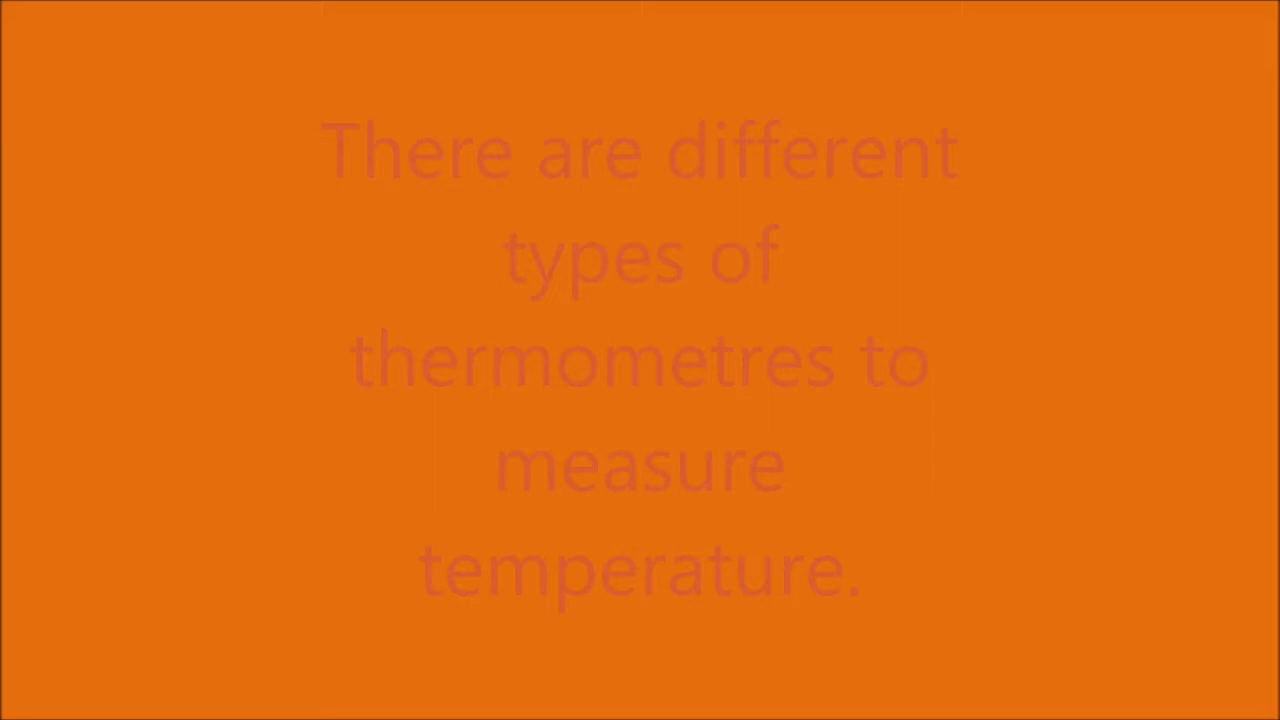 There are different
types of
thermometres to
measure
temperature.